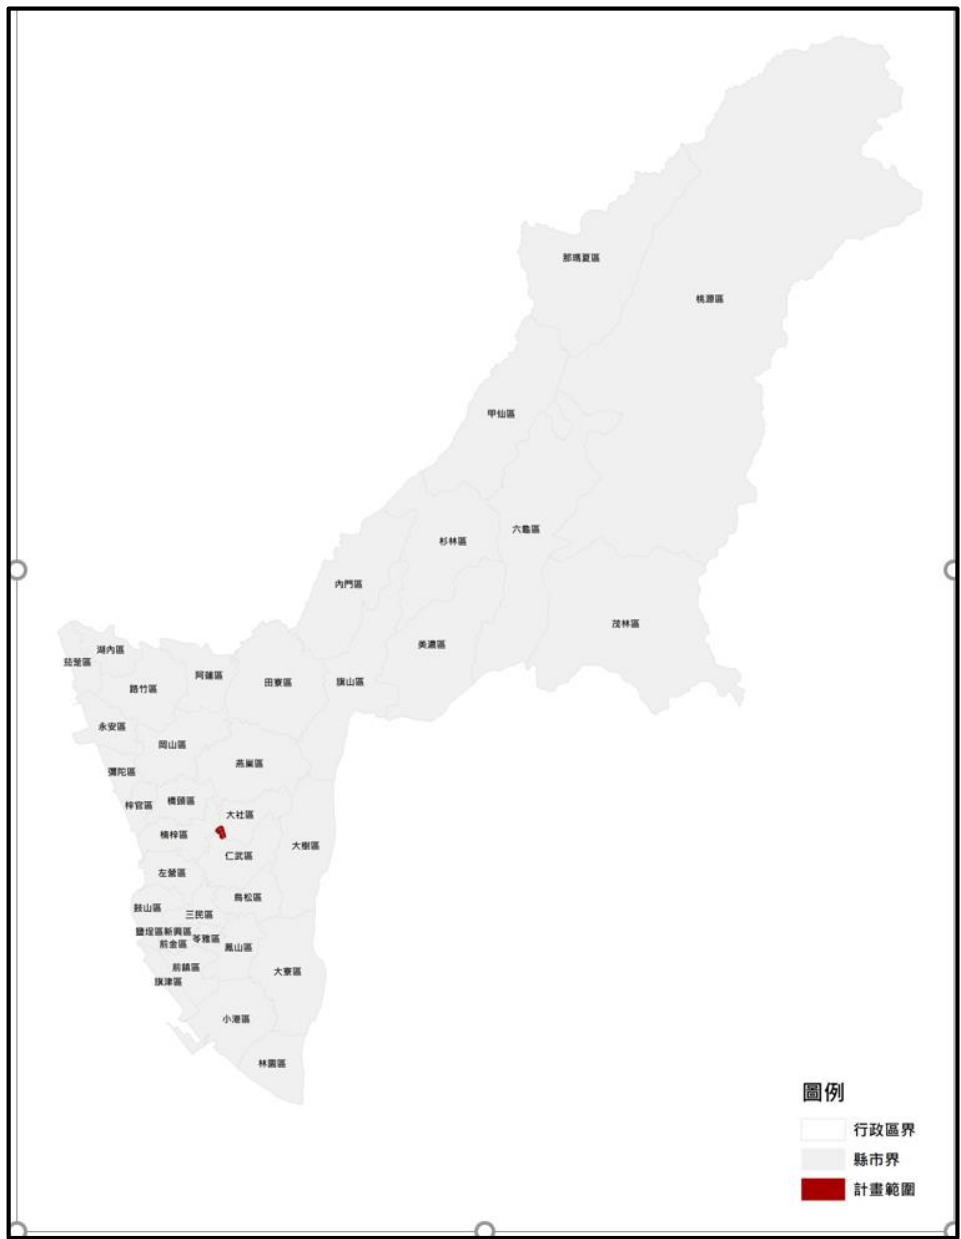 那瑪夏區
桃源區
甲仙區
六龜區
杉林區
內門區
茂林區
美濃區
湖內區
茄萣區
阿蓮區
田寮區
旗山區
路竹區
永安區
岡山區
燕巢區
彌陀區
橋頭區
梓官區
大社區
楠梓區
大樹區
仁武區
左營區
鳥松區
鼓山區
三民區
鹽埕區新興區
苓雅區
前金區
鳳山區
前鎮區
大寮區
旗津區
小港區
林園區
圖例
行政區界
縣市界
計畫範圍